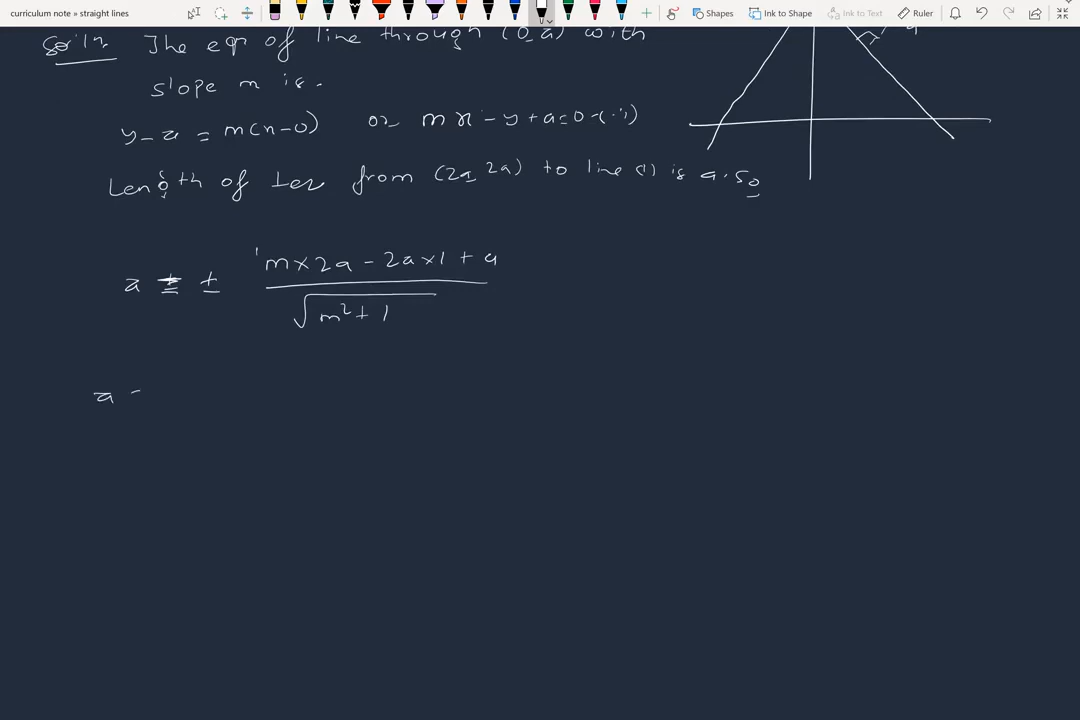 curriculum note » straight lines
Shapes Ink to Shape Ink to Text Ruler
Sol'n. The eqn of line through (0, a) with
slope m is.
y - a = m(x-0) or mx - y + a = 0 -(i)
Length of ⊥er from (2a, 2a) to line (1) is a. So
a = ± m×2a - 2a×1 + a
√m²+1
a =
a